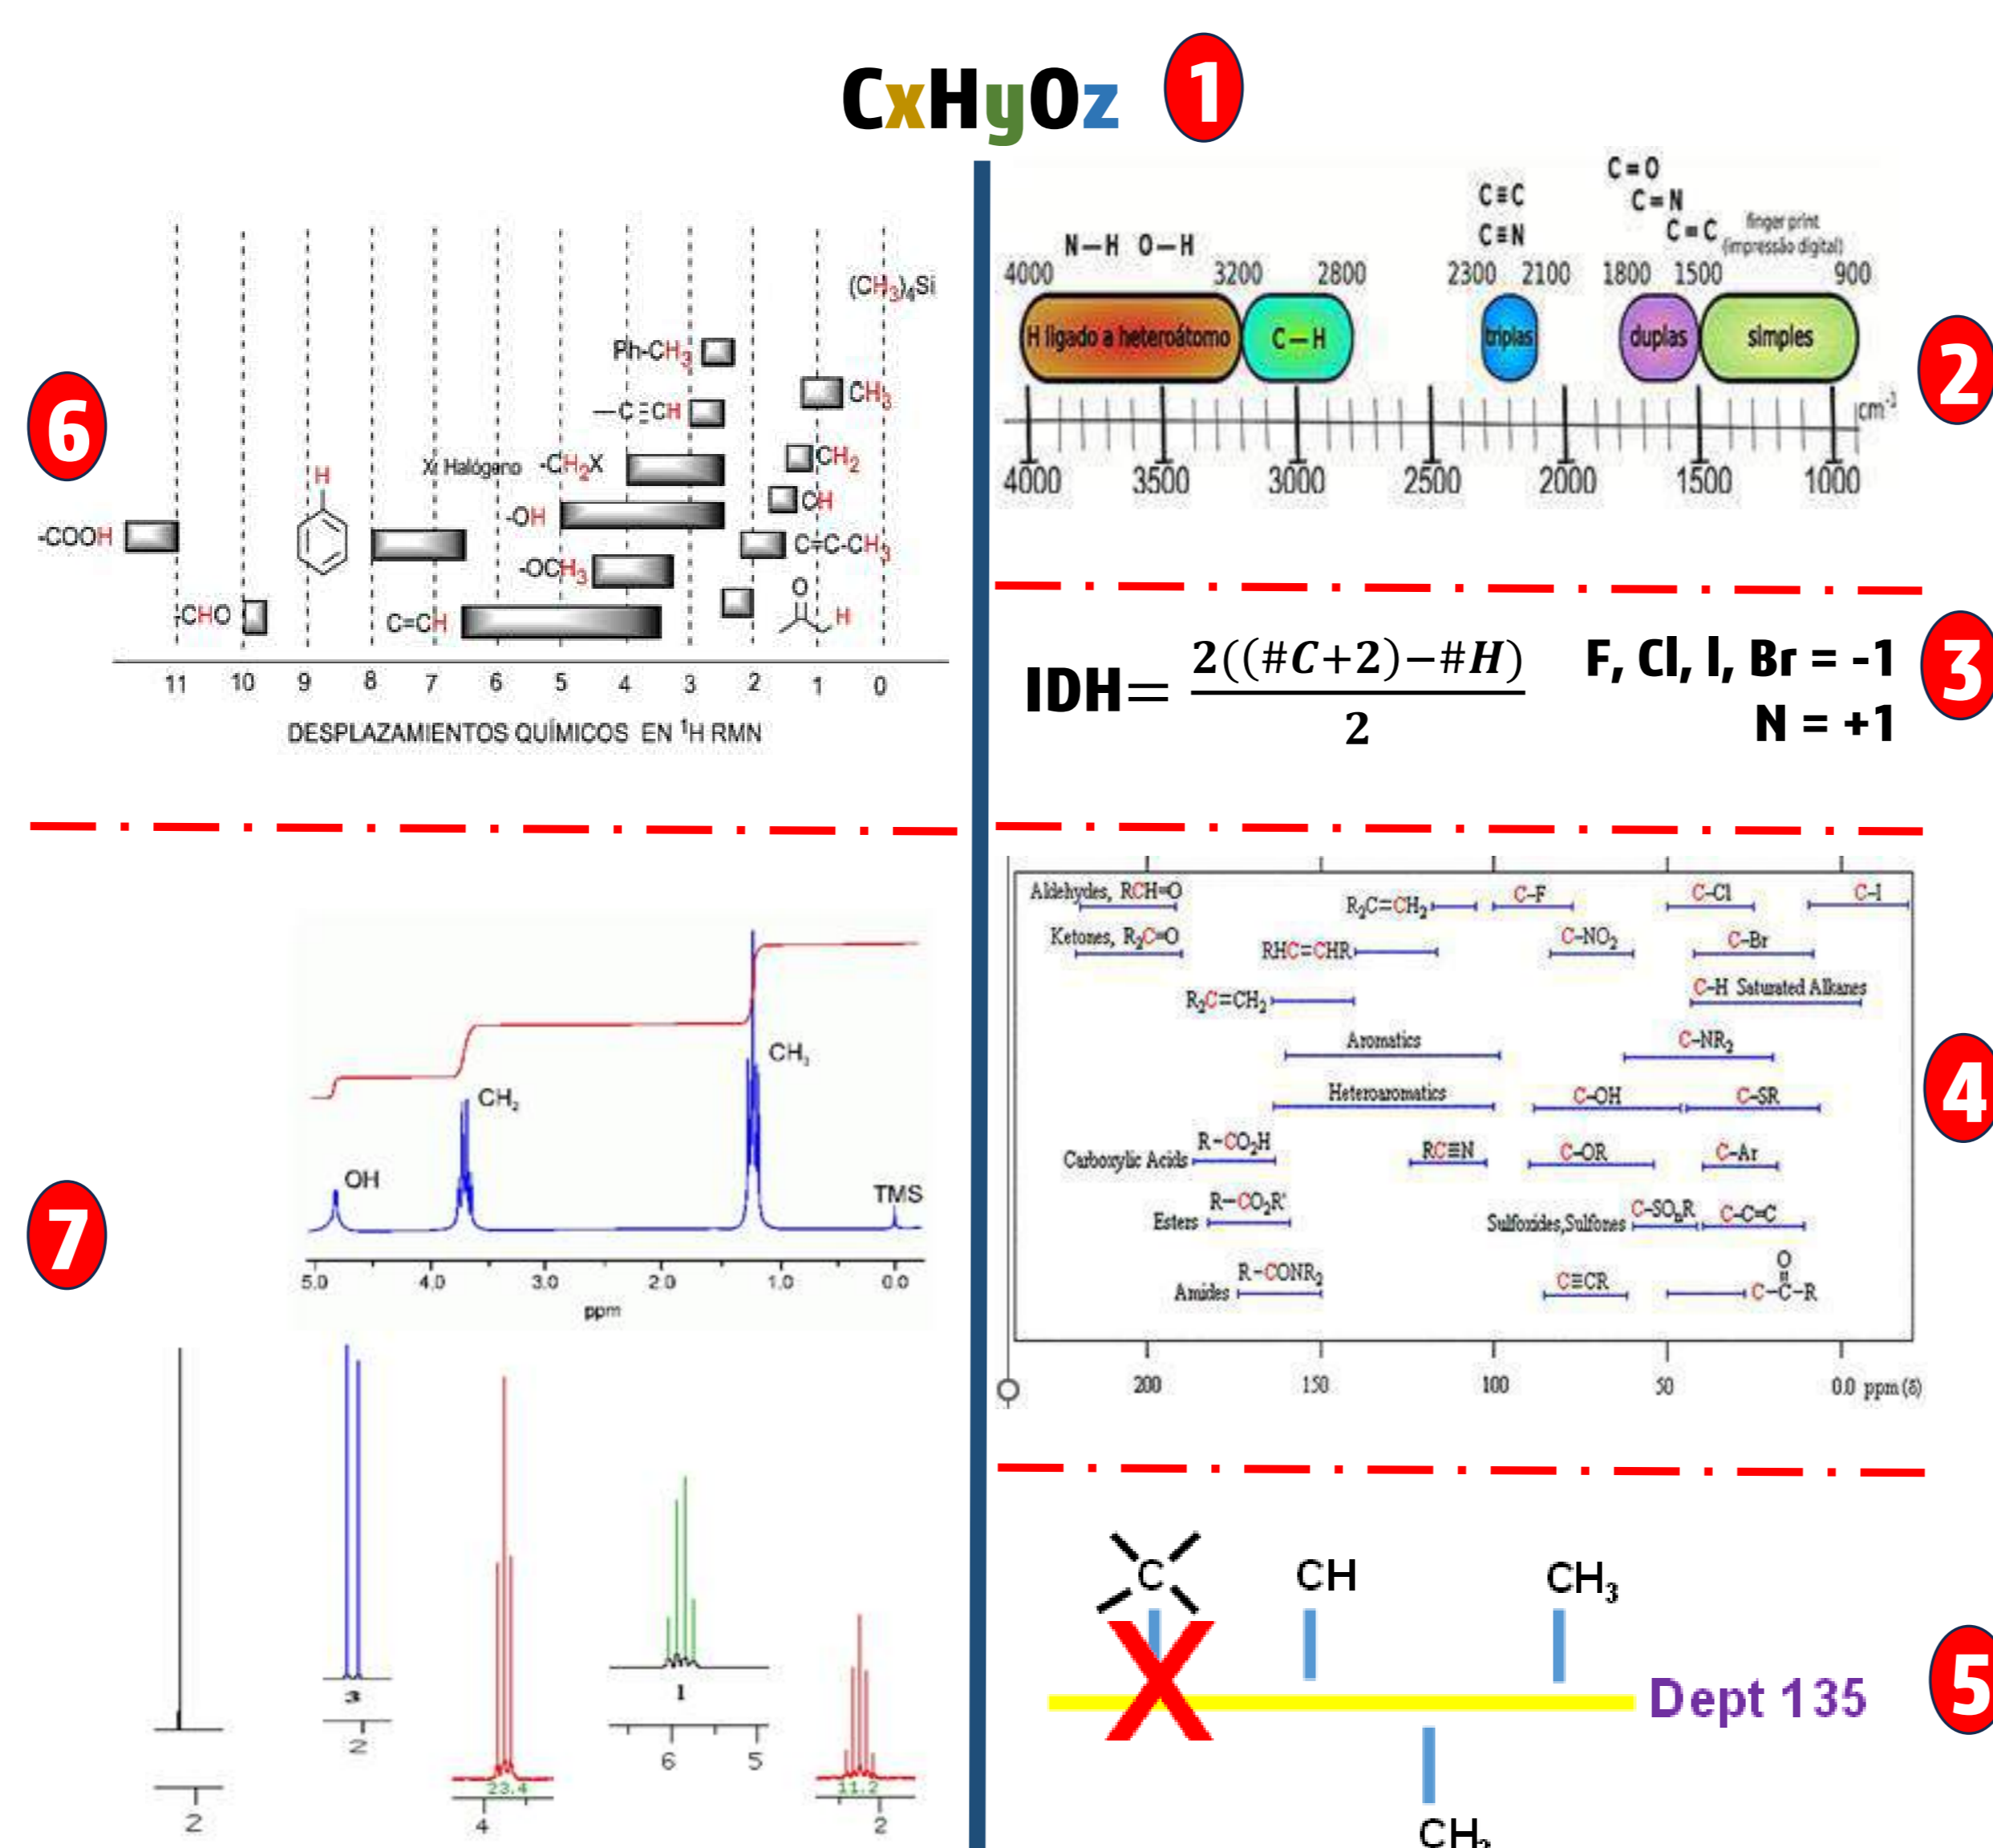 CxHyOz 1
6
(CH3)4Si
Ph-CH3
CH3
—C≡CH
X: Halógeno -CH2X
CH2
-OH
CH
H
-COOH
C=C-CH3
-OCH3
-CHO
C=CH
O
H
11 10 9 8 7 6 5 4 3 2 1 0
DESPLAZAMIENTOS QUÍMICOS EN 1H RMN
2
C=O
C≡C
C=N
C≡N
C=C
finger print
(impressão digital)
N—H O—H
4000 3200 2800 2300 2100 1800 1500 900
H ligado a heteroátomo C—H triplas duplas simples
cm-1
4000 3500 3000 2500 2000 1500 1000
3
IDH= 2((#C+2)−#H)
2
F, Cl, I, Br = -1
N = +1
4
Aldehydes, RCH=O
R2C=CH2
C-F
C-Cl
C-I
Ketones, R2C=O
RHC=CHR
C-NO2
C-Br
R2C=CH2
C-H Saturated Alkanes
Aromatics
C-NR2
Heteroaromatics
C-OH
C-SR
Carboxylic Acids R-CO2H
RC≡N
C-OR
C-Ar
Esters R-CO2R'
Sulfoxides,Sulfones C-SOnR
C-C=C
Amides R-CONR2
C≡CR
O
C-C-R
200 150 100 50 0.0 ppm (δ)
5
C
CH
CH3
X
Dept 135
CH2
7
CH3
CH2
OH
TMS
5.0 4.0 3.0 2.0 1.0 0.0
ppm
2
3
2
23.4
4
1
6 5
11.2
2